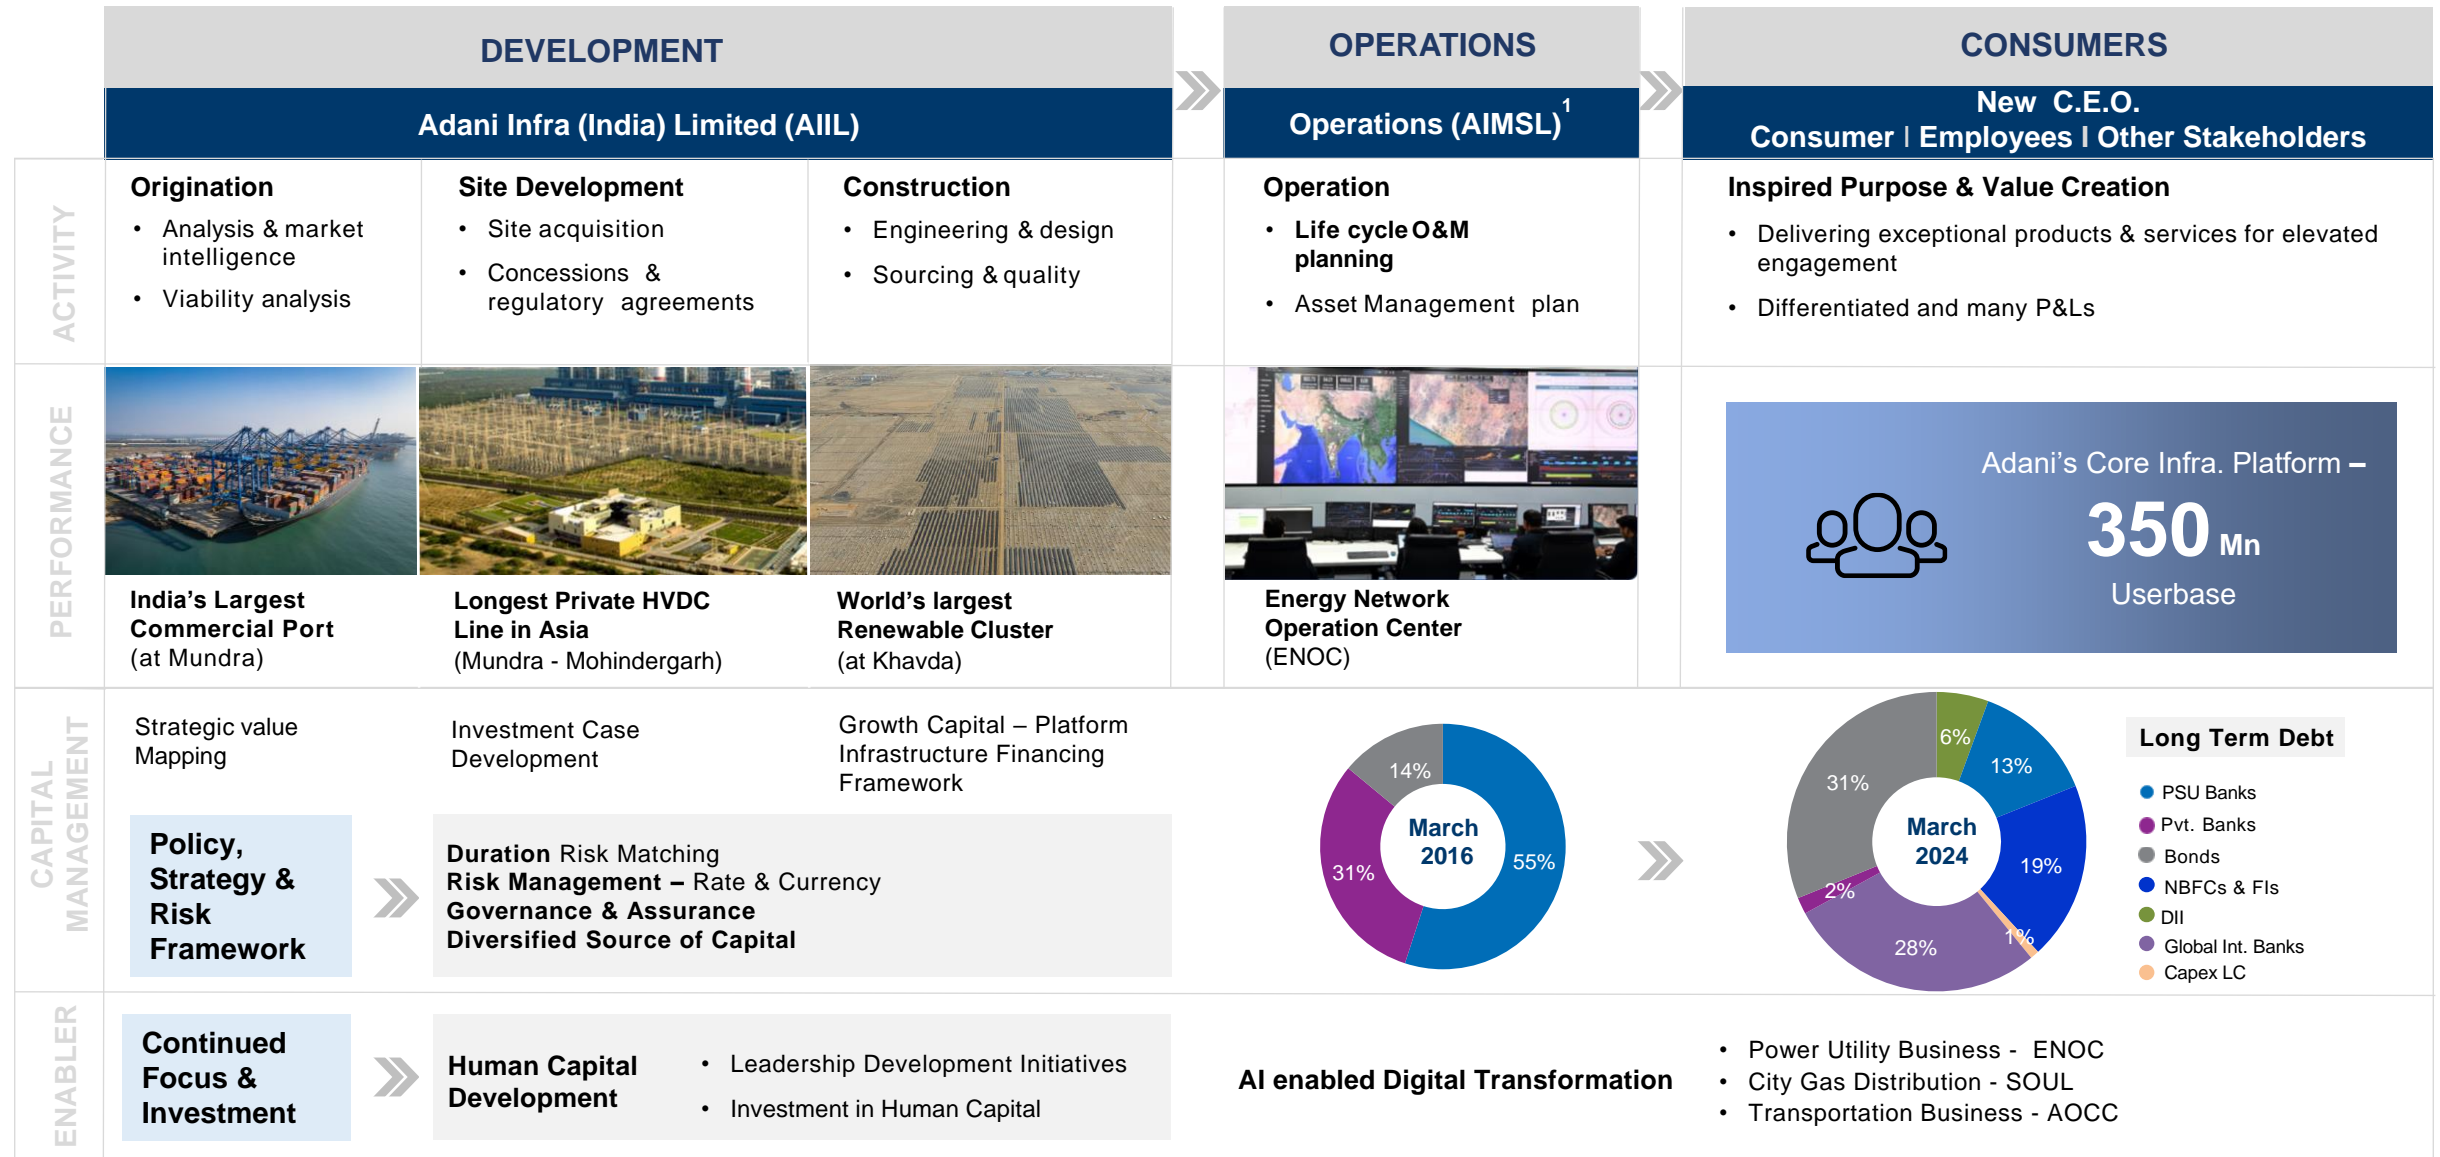 DEVELOPMENT
OPERATIONS
CONSUMERS
Adani Infra (India) Limited (AIIL)
Operations (AIMSL)1
New C.E.O.
Consumer I Employees I Other Stakeholders
ACTIVITY
Origination
• Analysis & market
intelligence
• Viability analysis
Site Development
• Site acquisition
• Concessions &
regulatory agreements
Construction
• Engineering & design
• Sourcing & quality
Operation
• Life cycle O&M
planning
• Asset Management plan
Inspired Purpose & Value Creation
• Delivering exceptional products & services for elevated
engagement
• Differentiated and many P&Ls
PERFORMANCE
India's Largest
Commercial Port
(at Mundra)
Longest Private HVDC
Line in Asia
(Mundra - Mohindergarh)
World's largest
Renewable Cluster
(at Khavda)
Energy Network
Operation Center
(ENOC)
Adani's Core Infra. Platform –
350 Mn
Userbase
CAPITAL
MANAGEMENT
Strategic value
Mapping
Investment Case
Development
Growth Capital – Platform
Infrastructure Financing
Framework
Policy,
Strategy &
Risk
Framework
Duration Risk Matching
Risk Management – Rate & Currency
Governance & Assurance
Diversified Source of Capital
14%
31%
55%
March
2016
6%
13%
31%
19%
2%
28%
1%
March
2024
Long Term Debt
PSU Banks
Pvt. Banks
Bonds
NBFCs & FIs
DII
Global Int. Banks
Capex LC
ENABLER
Continued
Focus &
Investment
Human Capital
Development
• Leadership Development Initiatives
• Investment in Human Capital
AI enabled Digital Transformation
• Power Utility Business - ENOC
• City Gas Distribution - SOUL
• Transportation Business - AOCC